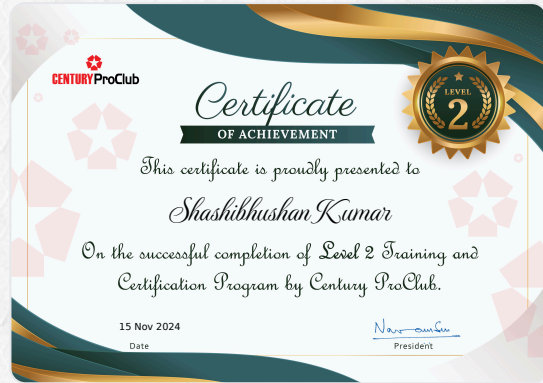 CENTURY ProClub
LEVEL
2
Certificate
OF ACHIEVEMENT
This certificate is proudly presented to
Shashibhushan Kumar
On the successful completion of Level 2 Training and
Certification Program by Century ProClub.
15 Nov 2024
Date
President